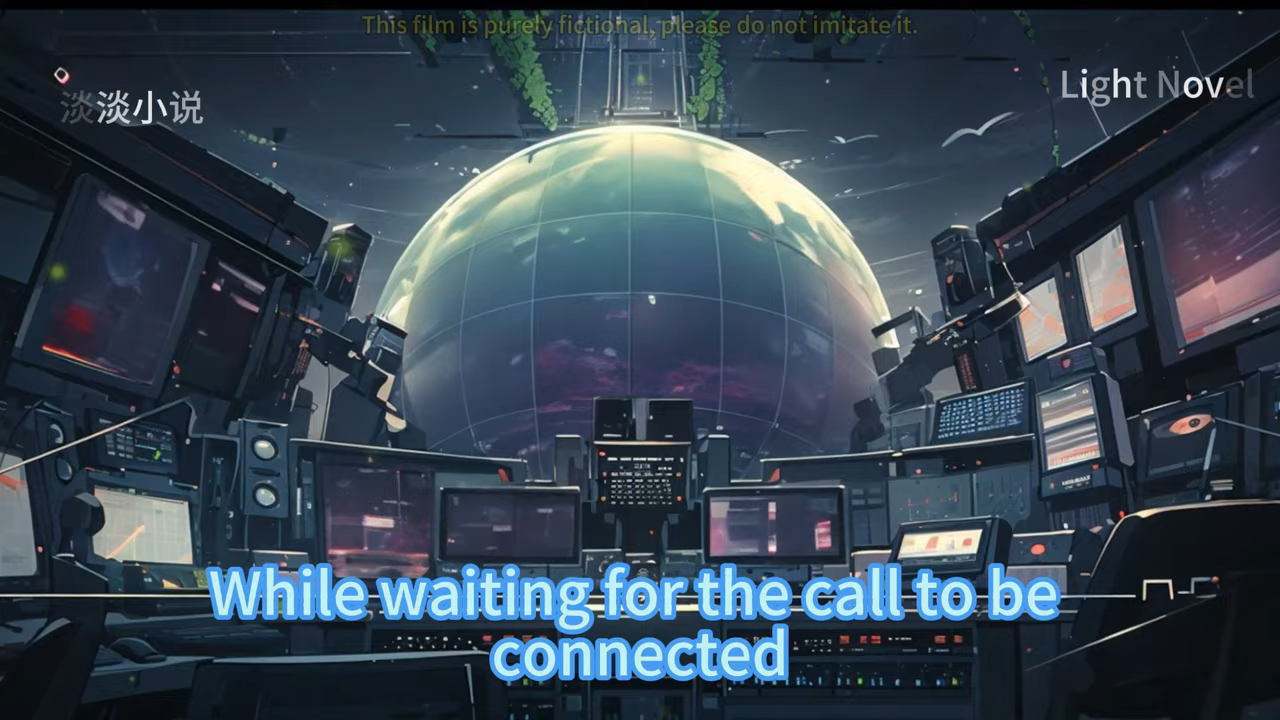 This film is purely fictional, please do not imitate it.
淡淡小说
Light Novel
While waiting for the call to be
connected